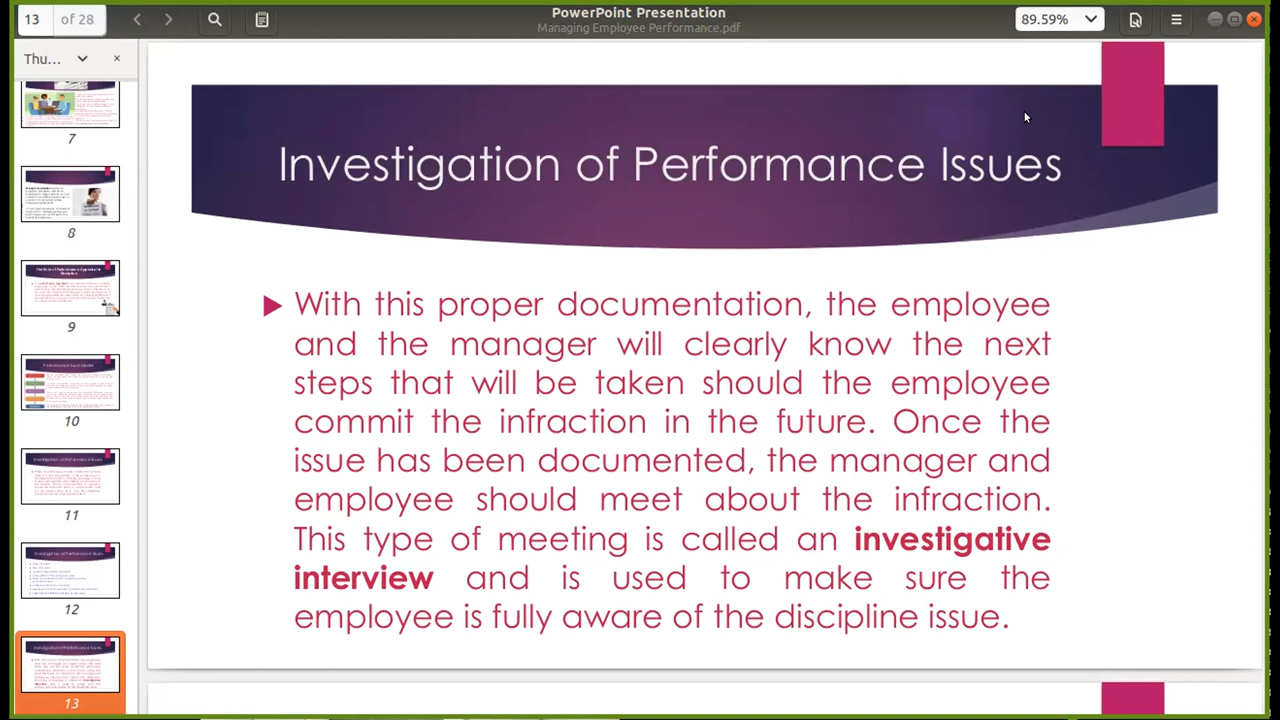 13 of 28
PowerPoint Presentation
Managing Employee Performance.pdf
89.59%
Thu...
7
8
9
10
11
12
13
Investigation of Performance Issues
With this proper documentation, the employee
and the manager will clearly know the next
steps that will be taken should the employee
commit the infraction in the future. Once the
issue has been documented, the manager and
employee should meet about the infraction.
This type of meeting is called an investigative
interview and is used to make sure the
employee is fully aware of the discipline issue.